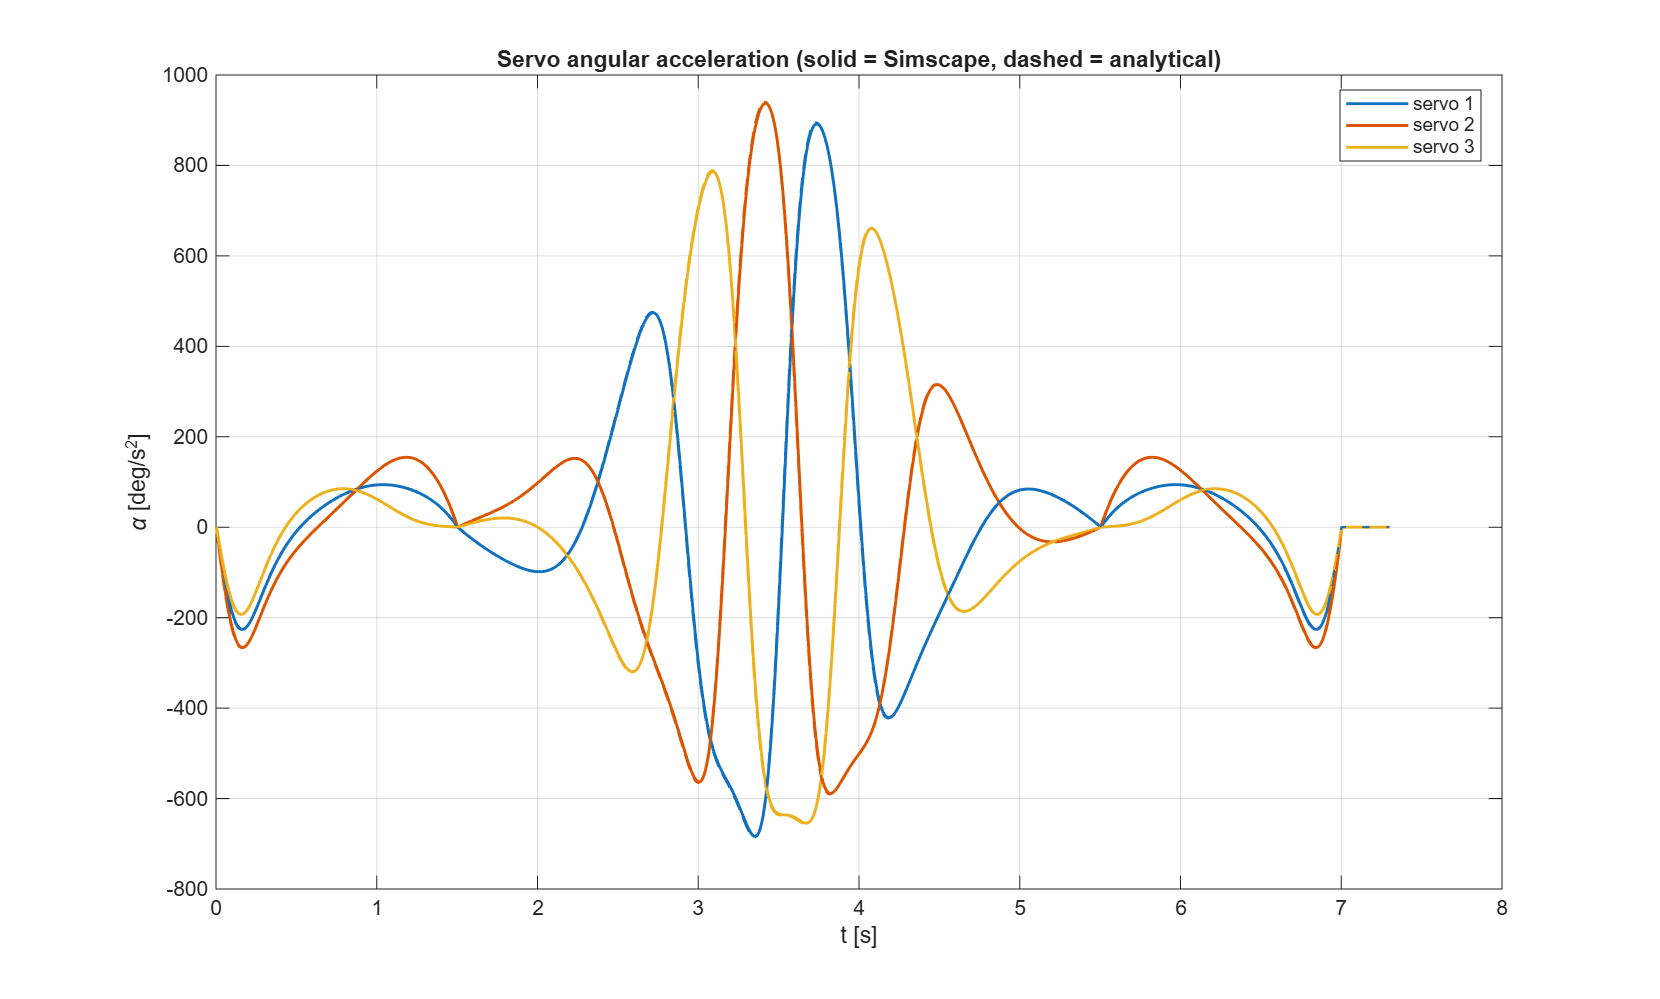 Servo angular acceleration (solid = Simscape, dashed = analytical)
1000
800
600
400
200
0
-200
-400
-600
-800
α [deg/s²]
servo 1
servo 2
servo 3
0 1 2 3 4 5 6 7 8
t [s]